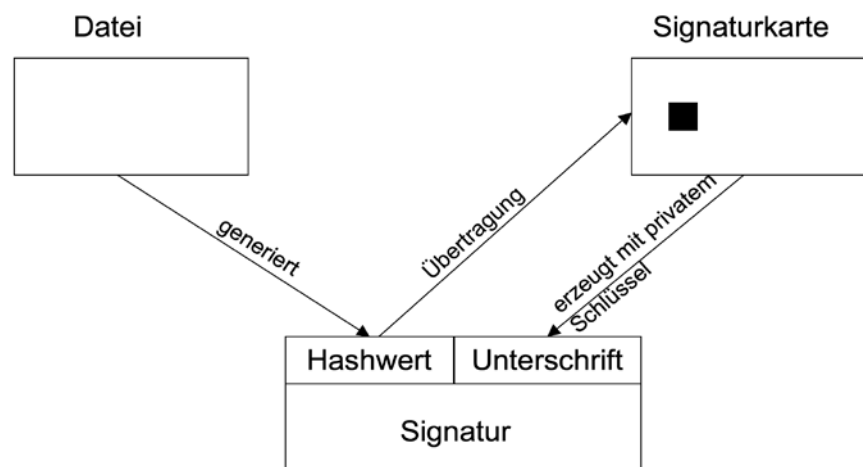 Datei
Signaturkarte
generiert
Übertragung
erzeugt mit privatem
Schlüssel
Hashwert
Unterschrift
Signatur